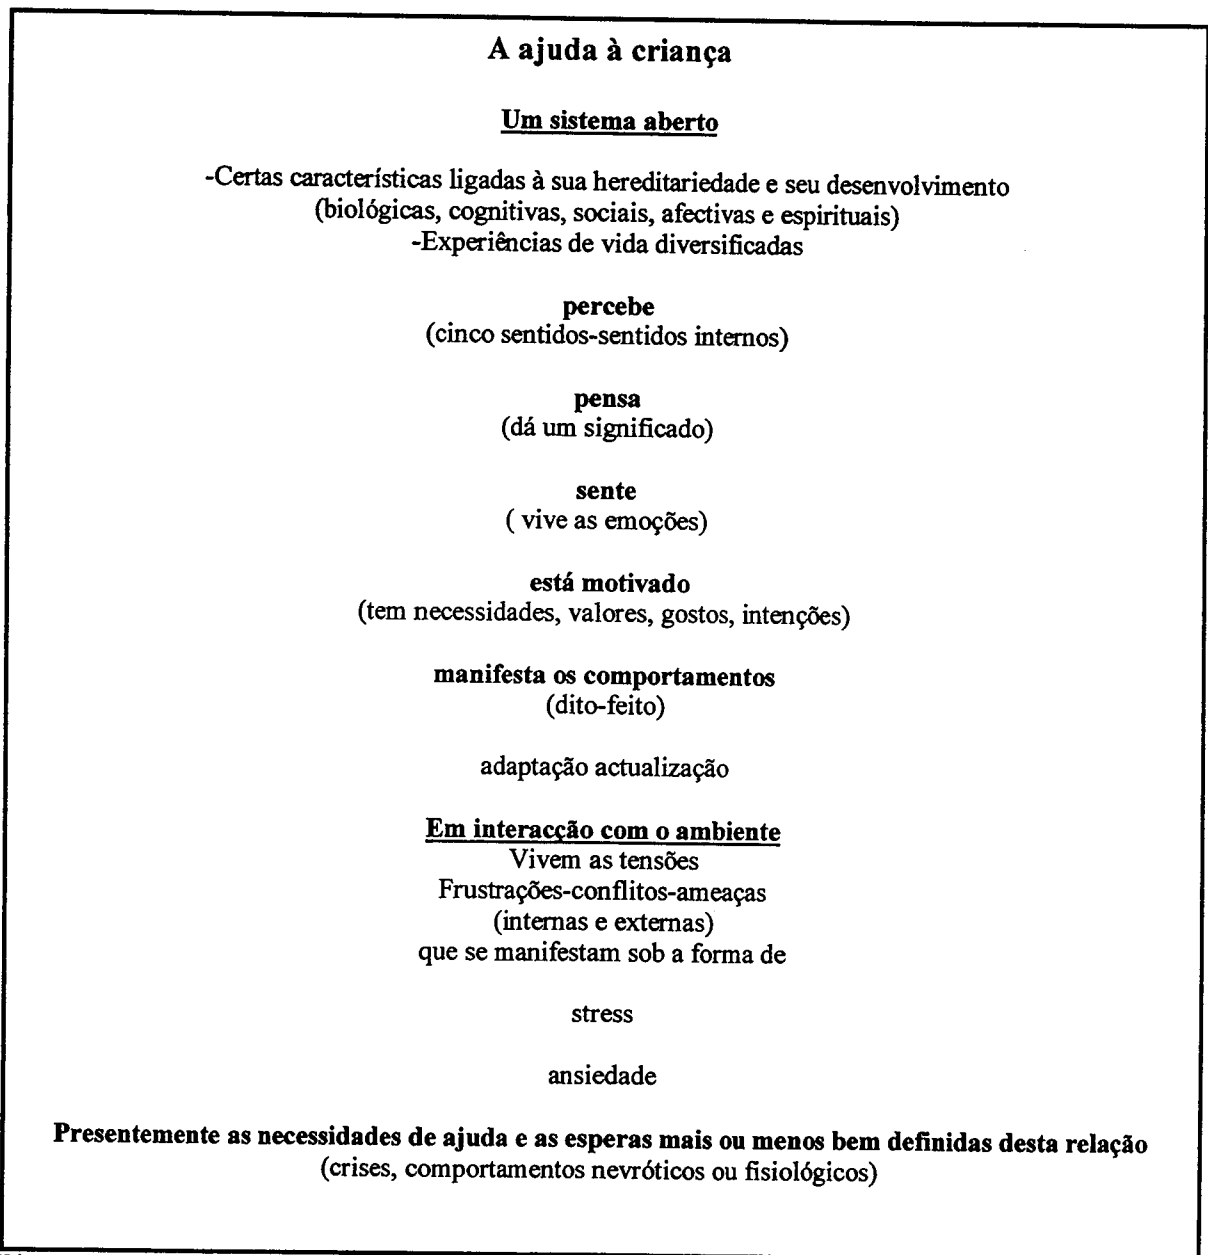 A ajuda à criança
Um sistema aberto
-Certas características ligadas à sua hereditariedade e seu desenvolvimento
(biológicas, cognitivas, sociais, afectivas e espirituais)
-Experiências de vida diversificadas
percebe
(cinco sentidos-sentidos internos)
pensa
(dá um significado)
sente
( vive as emoções)
está motivado
(tem necessidades, valores, gostos, intenções)
manifesta os comportamentos
(dito-feito)
adaptação actualização
Em interacção com o ambiente
Vivem as tensões
Frustrações-conflitos-ameaças
(internas e externas)
que se manifestam sob a forma de
stress
ansiedade
Presentemente as necessidades de ajuda e as esperas mais ou menos bem definidas desta relação
(crises, comportamentos nevróticos ou fisiológicos)